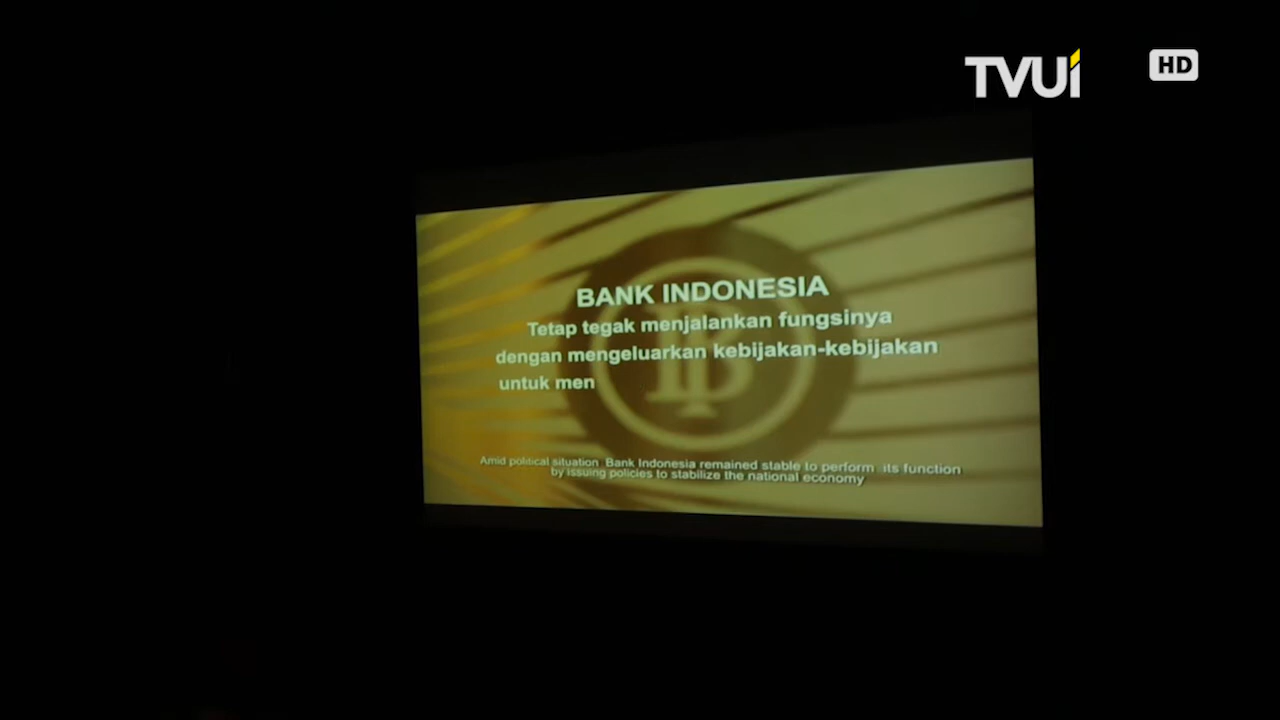 TVUI
HD
BANK INDONESIA
Tetap tegak menjalankan fungsinya
dengan mengeluarkan kebijakan-kebijakan
untuk men
Amid political situation Bank Indonesia remained stable to perform its function
by issuing policies to stabilize the national economy